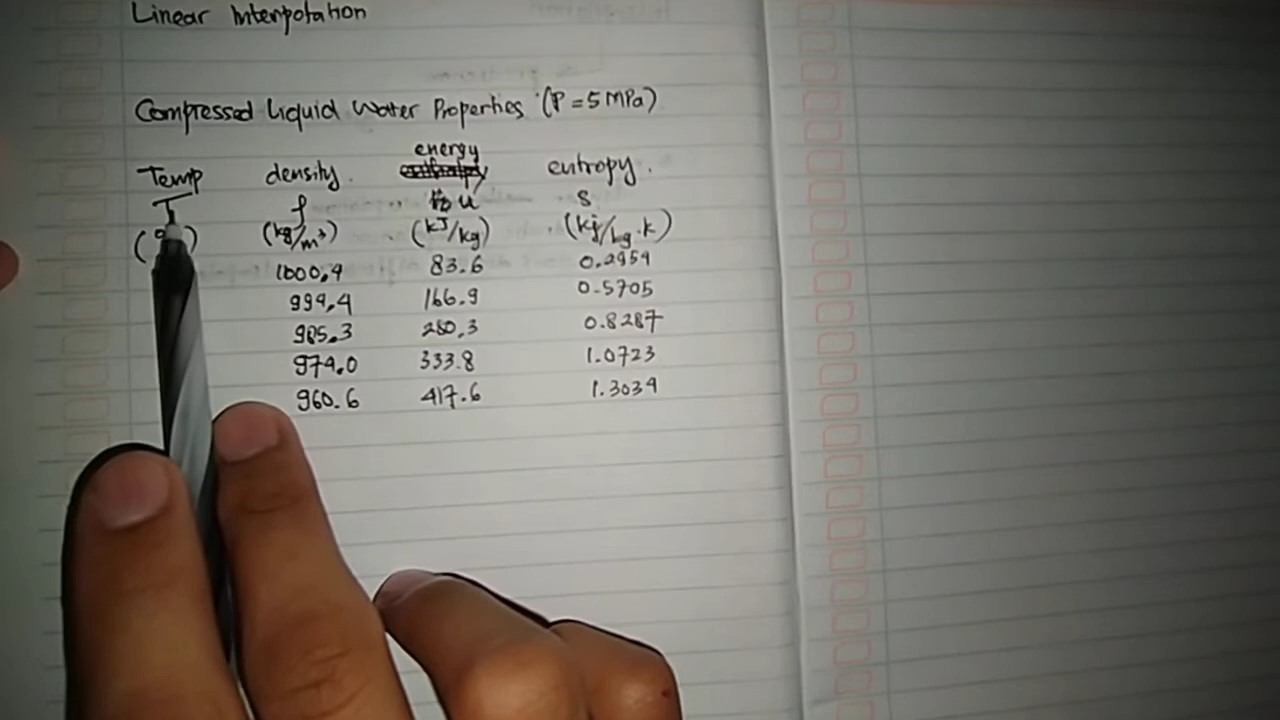 Linear Interpolation
Compressed Liquid Water Properties (P = 5 MPa)
energy
Temp density. entropy.
T ρ u s
(kg/m³) (kJ/kg) (kj/kg.k)
1000.4 83.6 0.2954
999.4 166.9 0.5705
985.3 250.3 0.8287
974.0 333.8 1.0723
960.6 417.6 1.3034